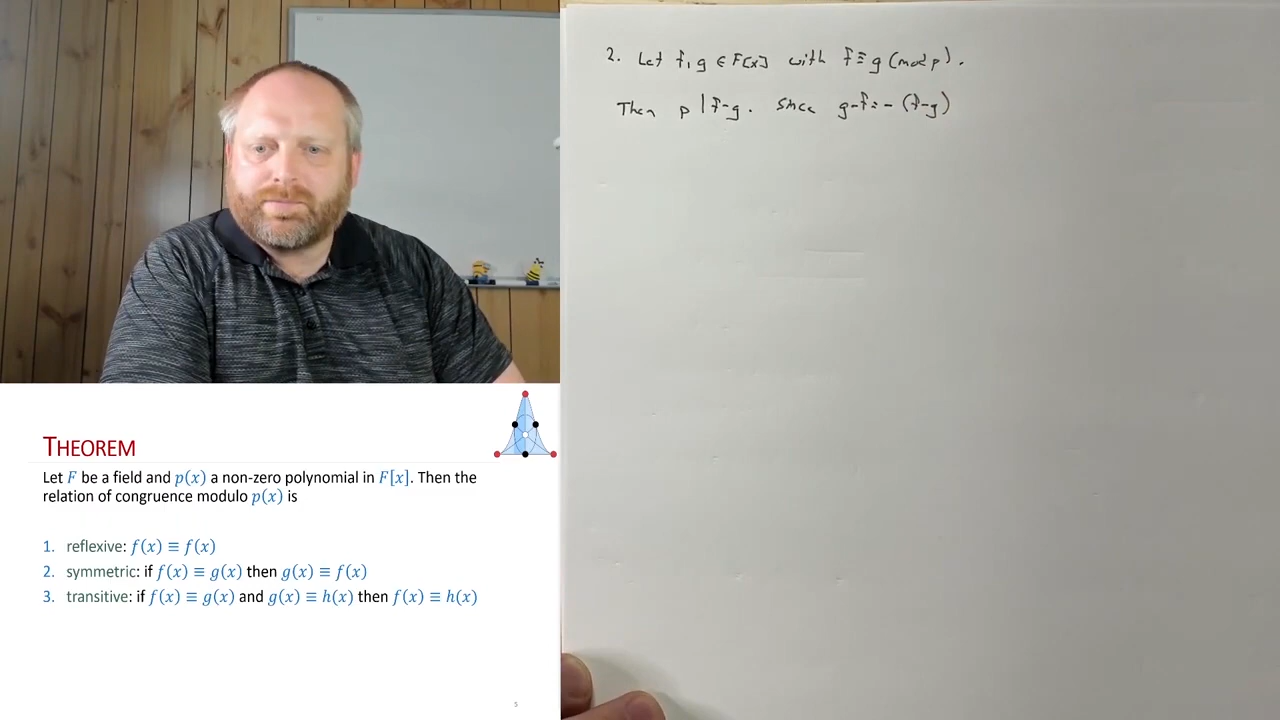 2. Let f, g ∈ F[x] with f ≡ g (mod p).
Then p | f-g. Since g-f = - (f-g)
THEOREM
Let F be a field and p(x) a non-zero polynomial in F[x]. Then the
relation of congruence modulo p(x) is
1. reflexive: f(x) ≡ f(x)
2. symmetric: if f(x) ≡ g(x) then g(x) ≡ f(x)
3. transitive: if f(x) ≡ g(x) and g(x) ≡ h(x) then f(x) ≡ h(x)
5